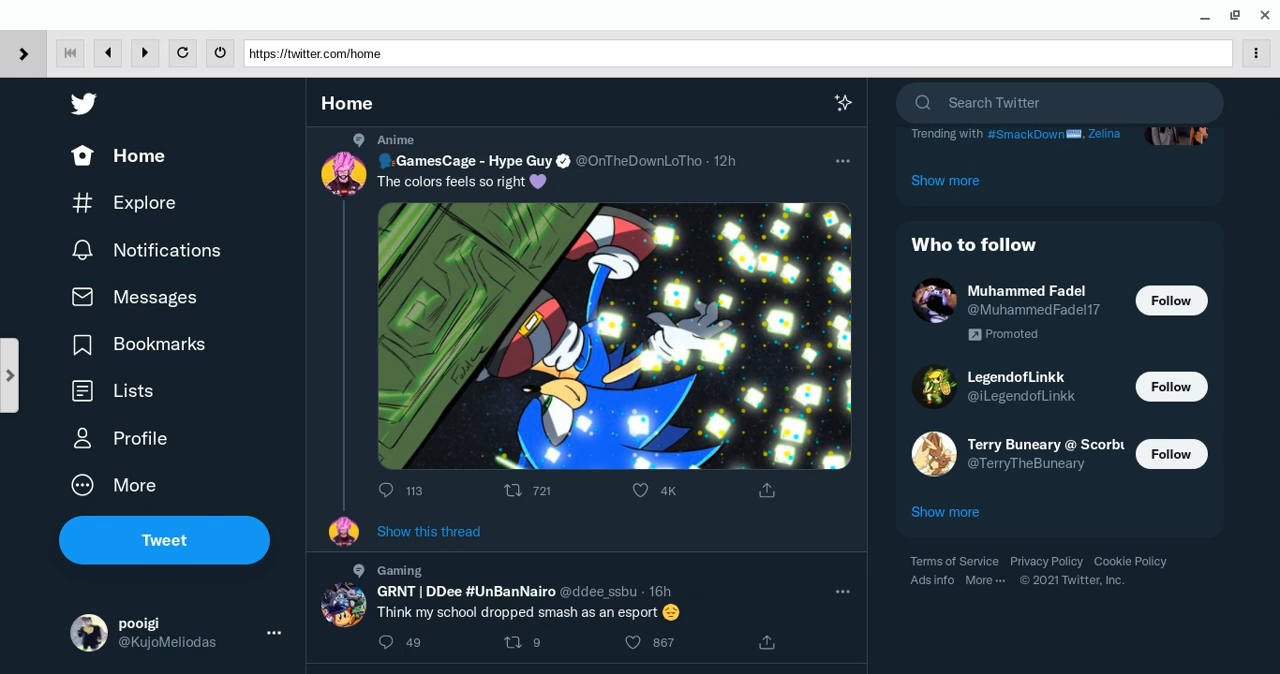 https://twitter.com/home
Home
Explore
Notifications
Messages
Bookmarks
Lists
Profile
More
Tweet
pooigi
@KujoMeliodas
Home
Anime
🗣️GamesCage - Hype Guy @OnTheDownLoTho · 12h
The colors feels so right 💜
113 721 4K
Show this thread
Gaming
GRNT | DDee #UnBanNairo @ddee_ssbu · 16h
Think my school dropped smash as an esport 😔
49 9 867
Search Twitter
Trending with #SmackDown, Zelina
Show more
Who to follow
Muhammed Fadel
@MuhammedFadel17
Follow
Promoted
LegendofLinkk
@iLegendofLinkk
Follow
Terry Buneary @ Scorbu
@TerryTheBuneary
Follow
Show more
Terms of Service Privacy Policy Cookie Policy
Ads info More ··· © 2021 Twitter, Inc.